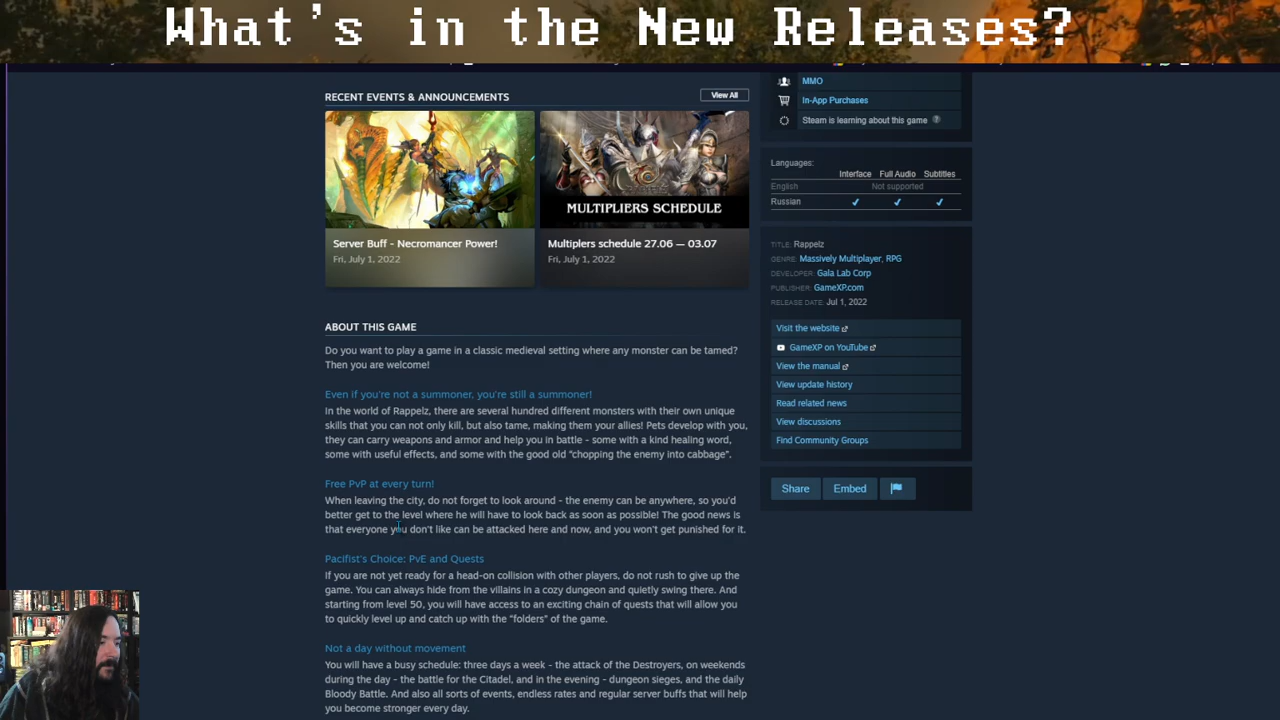 What's in the New Releases?
RECENT EVENTS & ANNOUNCEMENTS
View All
MULTIPLIERS SCHEDULE
Server Buff - Necromancer Power!
Fri, July 1, 2022
Multiplers schedule 27.06 — 03.07
Fri, July 1, 2022
ABOUT THIS GAME
Do you want to play a game in a classic medieval setting where any monster can be tamed?
Then you are welcome!
Even if you're not a summoner, you're still a summoner!
In the world of Rappelz, there are several hundred different monsters with their own unique
skills that you can not only kill, but also tame, making them your allies! Pets develop with you,
they can carry weapons and armor and help you in battle - some with a kind healing word,
some with useful effects, and some with the good old “chopping the enemy into cabbage”.
Free PvP at every turn!
When leaving the city, do not forget to look around - the enemy can be anywhere, so you'd
better get to the level where he will have to look back as soon as possible! The good news is
that everyone you don't like can be attacked here and now, and you won't get punished for it.
Pacifist's Choice: PvE and Quests
If you are not yet ready for a head-on collision with other players, do not rush to give up the
game. You can always hide from the villains in a cozy dungeon and quietly swing there. And
starting from level 50, you will have access to an exciting chain of quests that will allow you
to quickly level up and catch up with the “folders” of the game.
Not a day without movement
You will have a busy schedule: three days a week - the attack of the Destroyers, on weekends
during the day - the battle for the Citadel, and in the evening - dungeon sieges, and the daily
Bloody Battle. And also all sorts of events, endless rates and regular server buffs that will help
you become stronger every day.
MMO
In-App Purchases
Steam is learning about this game ?
Languages:
Interface Full Audio Subtitles
English Not supported
Russian ✔ ✔ ✔
TITLE: Rappelz
GENRE: Massively Multiplayer, RPG
DEVELOPER: Gala Lab Corp
PUBLISHER: GameXP.com
RELEASE DATE: Jul 1, 2022
Visit the website
GameXP on YouTube
View the manual
View update history
Read related news
View discussions
Find Community Groups
Share
Embed